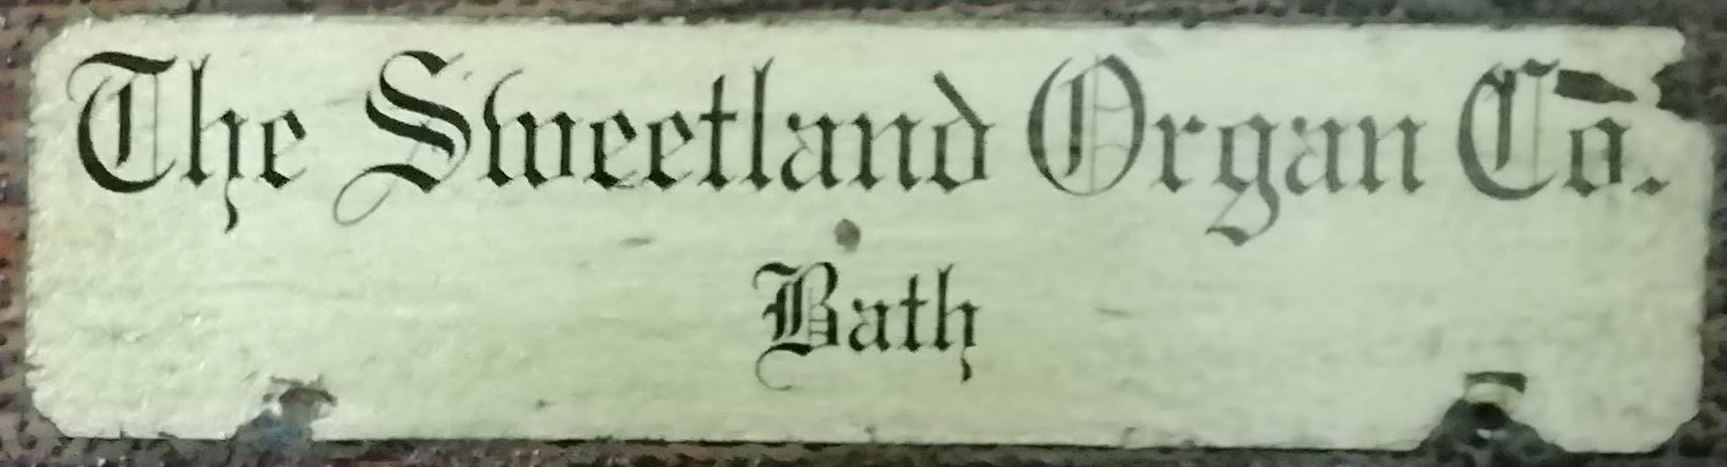 The Sweetland Organ Co.
Bath